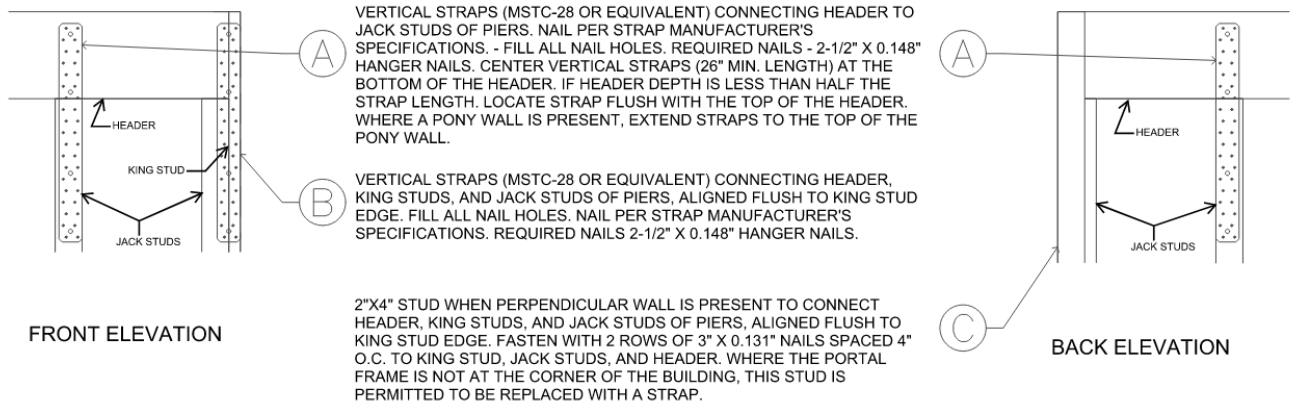 VERTICAL STRAPS (MSTC-28 OR EQUIVALENT) CONNECTING HEADER TO
JACK STUDS OF PIERS. NAIL PER STRAP MANUFACTURER'S
SPECIFICATIONS. - FILL ALL NAIL HOLES. REQUIRED NAILS - 2-1/2" X 0.148"
HANGER NAILS. CENTER VERTICAL STRAPS (26" MIN. LENGTH) AT THE
BOTTOM OF THE HEADER. IF HEADER DEPTH IS LESS THAN HALF THE
STRAP LENGTH. LOCATE STRAP FLUSH WITH THE TOP OF THE HEADER.
WHERE A PONY WALL IS PRESENT, EXTEND STRAPS TO THE TOP OF THE
PONY WALL.
A
A
HEADER
HEADER
KING STUD
VERTICAL STRAPS (MSTC-28 OR EQUIVALENT) CONNECTING HEADER,
KING STUDS, AND JACK STUDS OF PIERS, ALIGNED FLUSH TO KING STUD
EDGE. FILL ALL NAIL HOLES. NAIL PER STRAP MANUFACTURER'S
SPECIFICATIONS. REQUIRED NAILS 2-1/2" X 0.148" HANGER NAILS.
B
JACK STUDS
JACK STUDS
2"X4" STUD WHEN PERPENDICULAR WALL IS PRESENT TO CONNECT
HEADER, KING STUDS, AND JACK STUDS OF PIERS, ALIGNED FLUSH TO
KING STUD EDGE. FASTEN WITH 2 ROWS OF 3" X 0.131" NAILS SPACED 4"
O.C. TO KING STUD, JACK STUDS, AND HEADER. WHERE THE PORTAL
FRAME IS NOT AT THE CORNER OF THE BUILDING, THIS STUD IS
PERMITTED TO BE REPLACED WITH A STRAP.
C
FRONT ELEVATION
BACK ELEVATION